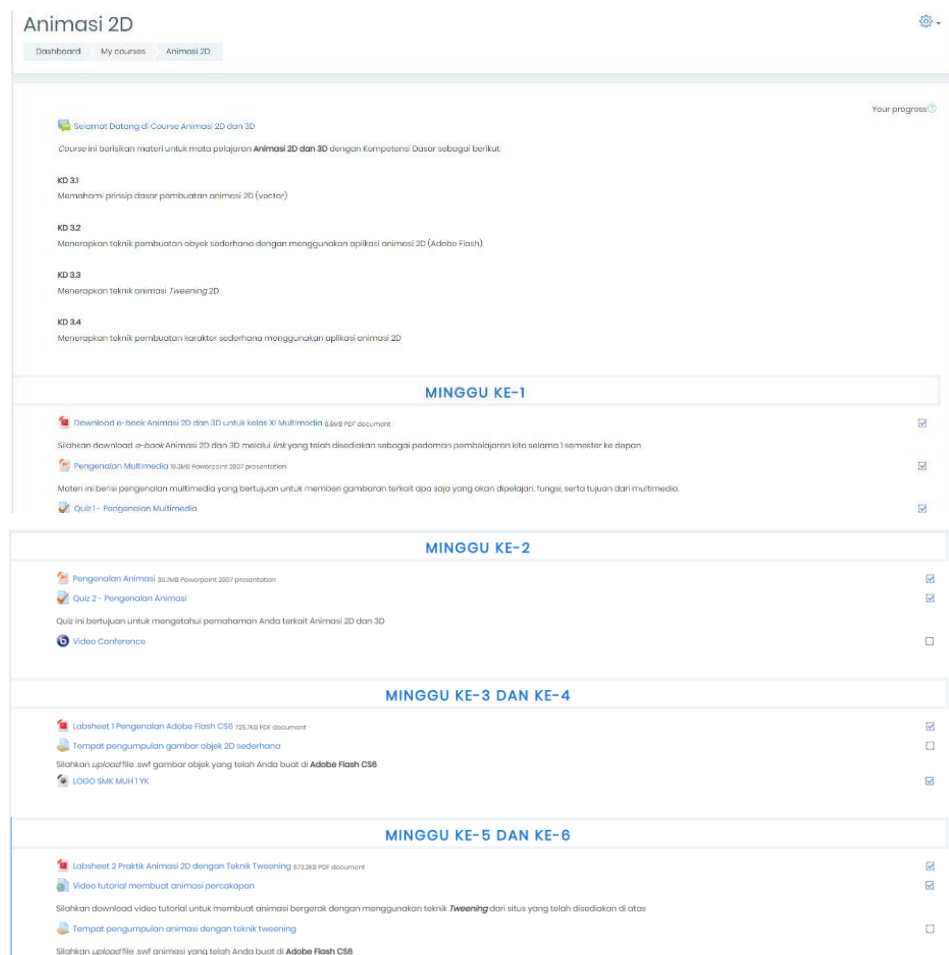 Animasi 2D
Dashboard My courses Animasi 2D
Your progress
Selamat Datang di Course Animasi 2D dan 3D
Course ini berisikan materi untuk mata pelajaran Animasi 2D dan 3D dengan Kompetensi Dasar sebagai berikut.
KD 3.1
Memahami prinsip dasar pembuatan animasi 2D (vector)
KD 3.2
Menerapkan teknik pembuatan obyek sederhana dengan menggunakan aplikasi animasi 2D (Adobe Flash)
KD 3.3
Menerapkan teknik animasi Tweening 2D
KD 3.4
Menerapkan teknik pembuatan karakter sederhana menggunakan aplikasi animasi 2D
MINGGU KE-1
Download e-book Animasi 2D dan 3D untuk kelas XI Multimedia 6.6MB PDF document
Silahkan download e-book Animasi 2D dan 3D melalui link yang telah disediakan sebagai pedoman pembelajaran kita selama 1 semester ke depan
Pengenalan Multimedia 19.2MB Powerpoint 2007 presentation
Materi ini berisi pengenalan multimedia yang bertujuan untuk memberi gambaran terkait apa saja yang akan dipelajari, fungsi, serta tujuan dari multimedia.
Quiz 1 - Pengenalan Multimedia
MINGGU KE-2
Pengenalan Animasi 30.7MB Powerpoint 2007 presentation
Quiz 2 - Pengenalan Animasi
Quiz ini bertujuan untuk mengetahui pemahaman Anda terkait Animasi 2D dan 3D
Video Conference
MINGGU KE-3 DAN KE-4
Labsheet 1 Pengenalan Adobe Flash CS6 725.7KB PDF document
Tempat pengumpulan gambar objek 2D sederhana
Silahkan upload file .swf gambar objek yang telah Anda buat di Adobe Flash CS6
LOGO SMK MUH 1 YK
MINGGU KE-5 DAN KE-6
Labsheet 2 Praktik Animasi 2D dengan Teknik Tweening 673.2KB PDF document
Video tutorial membuat animasi percakapan
Silahkan download video tutorial untuk membuat animasi bergerak dengan menggunakan teknik Tweening dari situs yang telah disediakan di atas
Tempat pengumpulan animasi dengan teknik tweening
Silahkan upload file .swf animasi yang telah Anda buat di Adobe Flash CS6